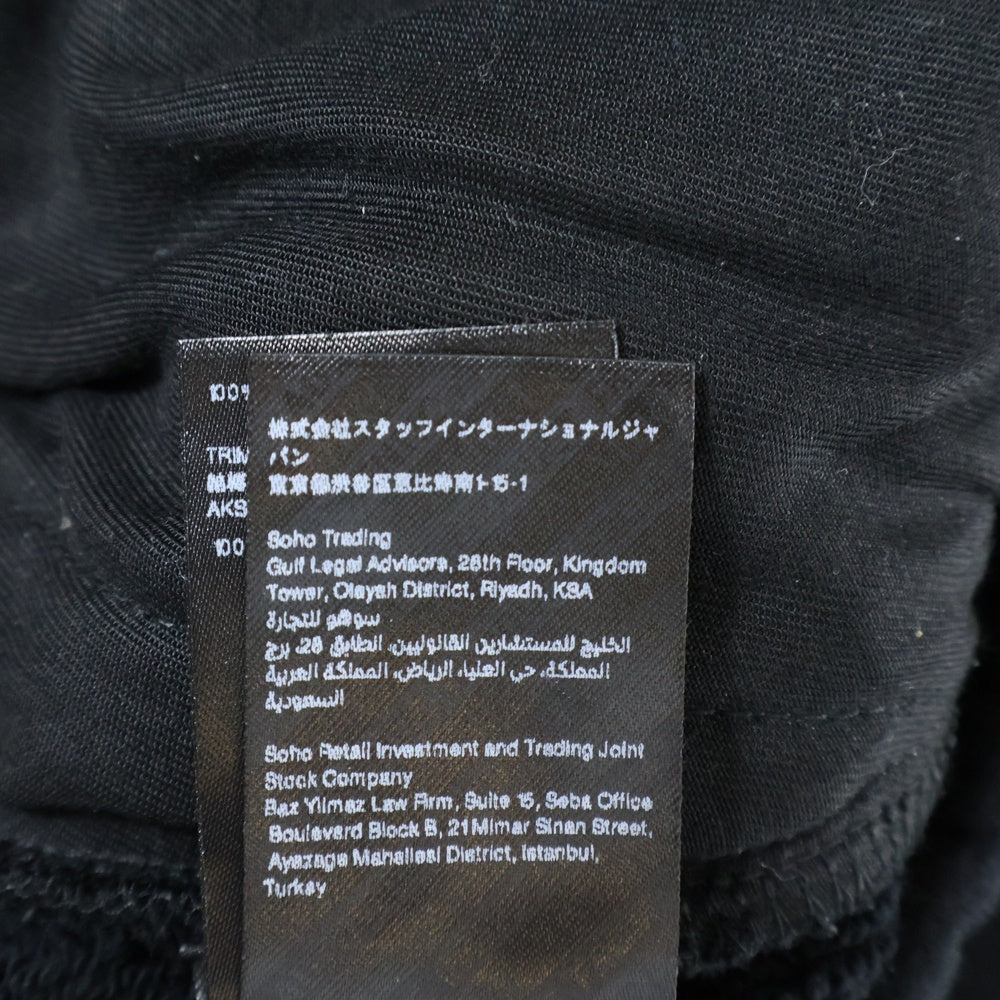 100%
TRIM
AKS
100
株式会社スタッフインターナショナルジャ
パン
東京都渋谷区恵比寿南1-15-1
Soho Trading
Gulf Legal Advisors, 28th Floor, Kingdom
Tower, Olayah District, Riyadh, KSA
سوهو للتجارة
الخليج للمستشارين القانونيين، الطابق 28، برج
المملكة، حي العليا، الرياض، المملكة العربية
السعودية
Soho Retail Investment and Trading Joint
Stock Company
Baz Yilmaz Law Firm, Suite 15, Seba Office
Boulevard Block B, 21 Mimar Sinan Street,
Ayazaga Mahallesi District, Istanbul,
Turkey